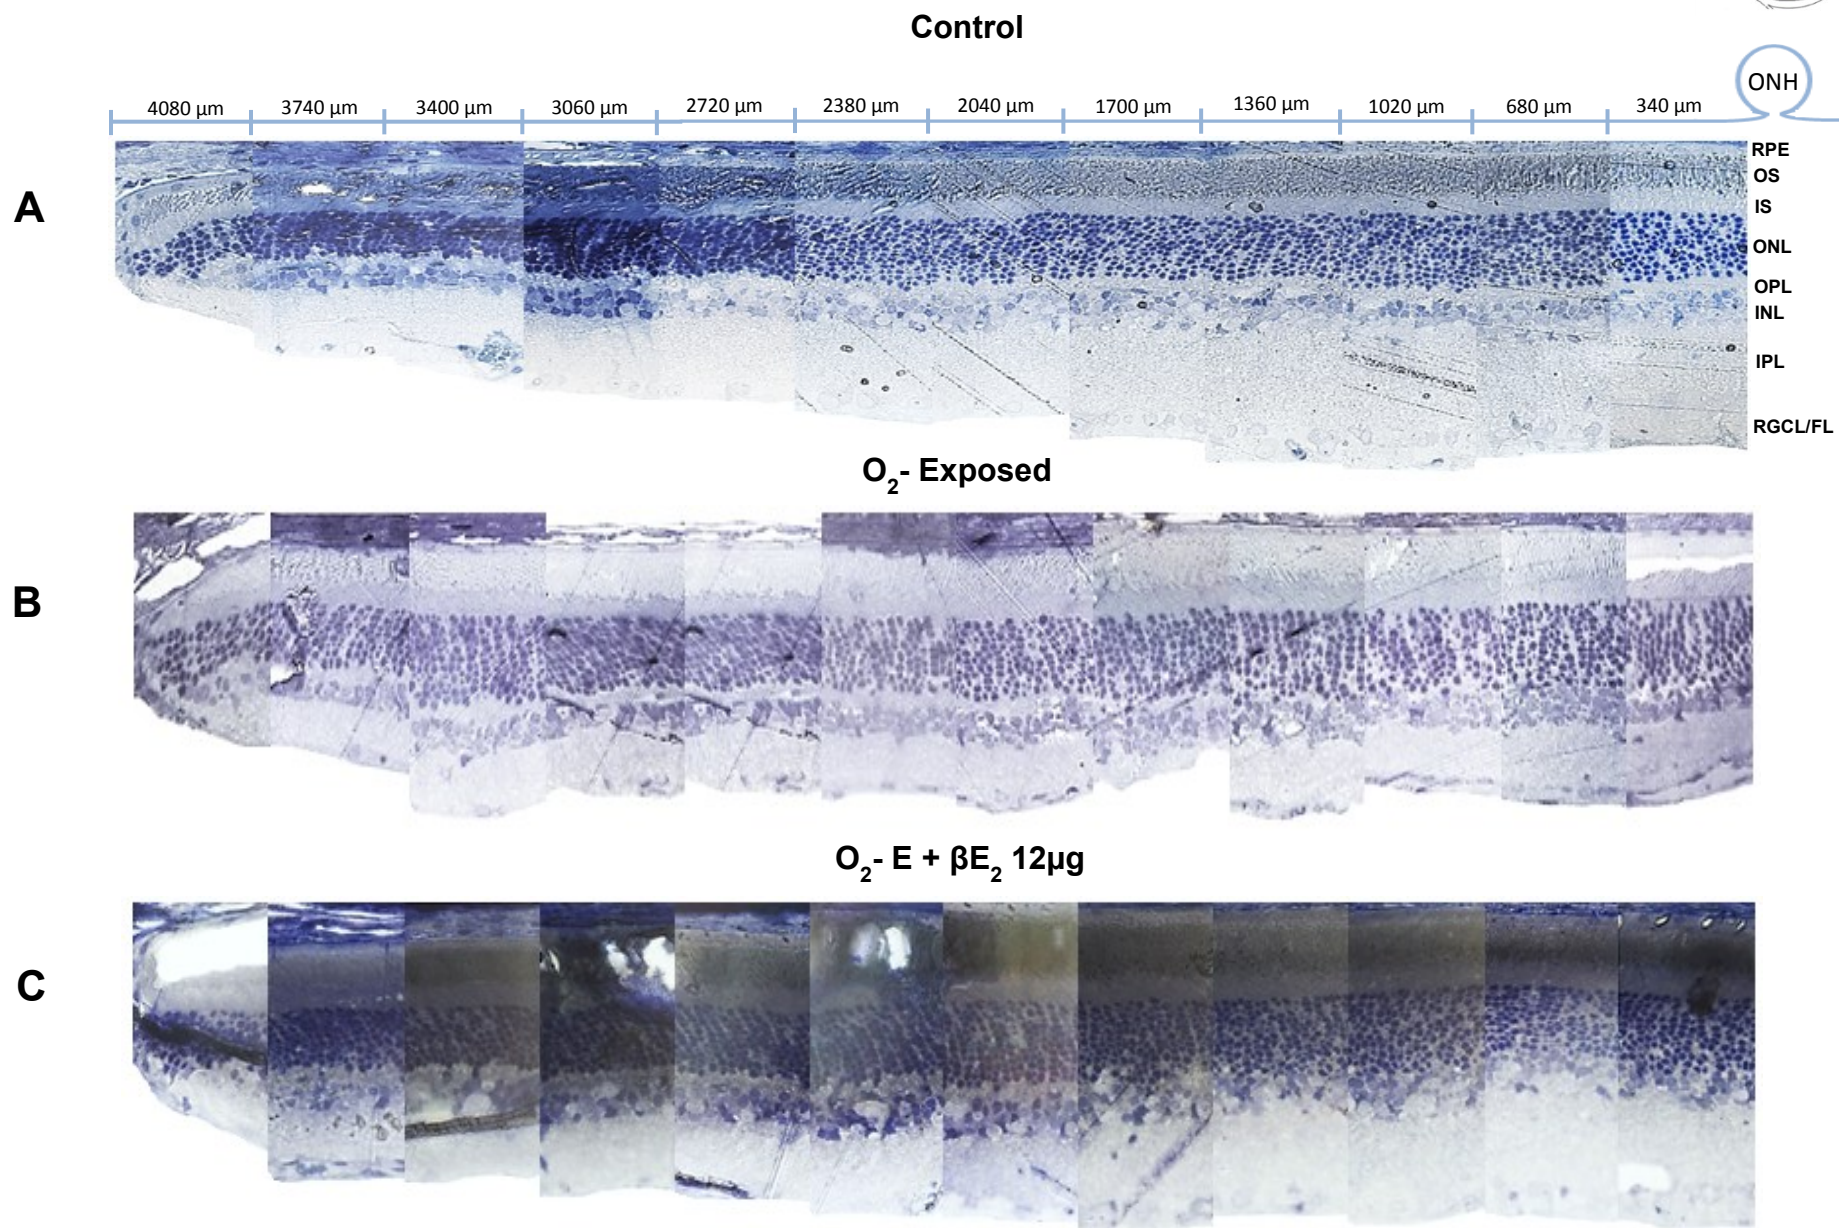 Control
ONH
4080 µm 3740 µm 3400 µm 3060 µm 2720 µm 2380 µm 2040 µm 1700 µm 1360 µm 1020 µm 680 µm 340 µm
A
RPE
OS
IS
ONL
OPL
INL
IPL
RGCL/FL
O₂- Exposed
B
O₂- E + βE₂ 12µg
C